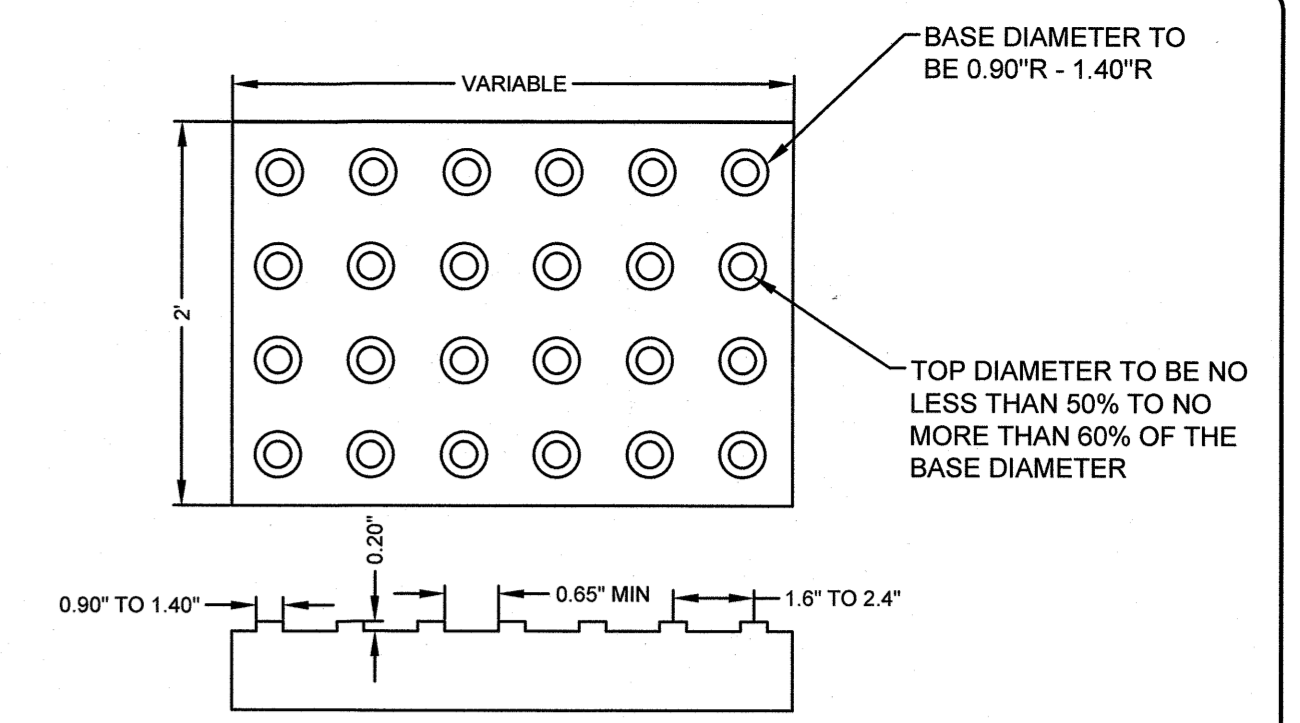 BASE DIAMETER TO
BE 0.90"R - 1.40"R
VARIABLE
2'
TOP DIAMETER TO BE NO
LESS THAN 50% TO NO
MORE THAN 60% OF THE
BASE DIAMETER
0.20"
0.90" TO 1.40"
0.65" MIN
1.6" TO 2.4"